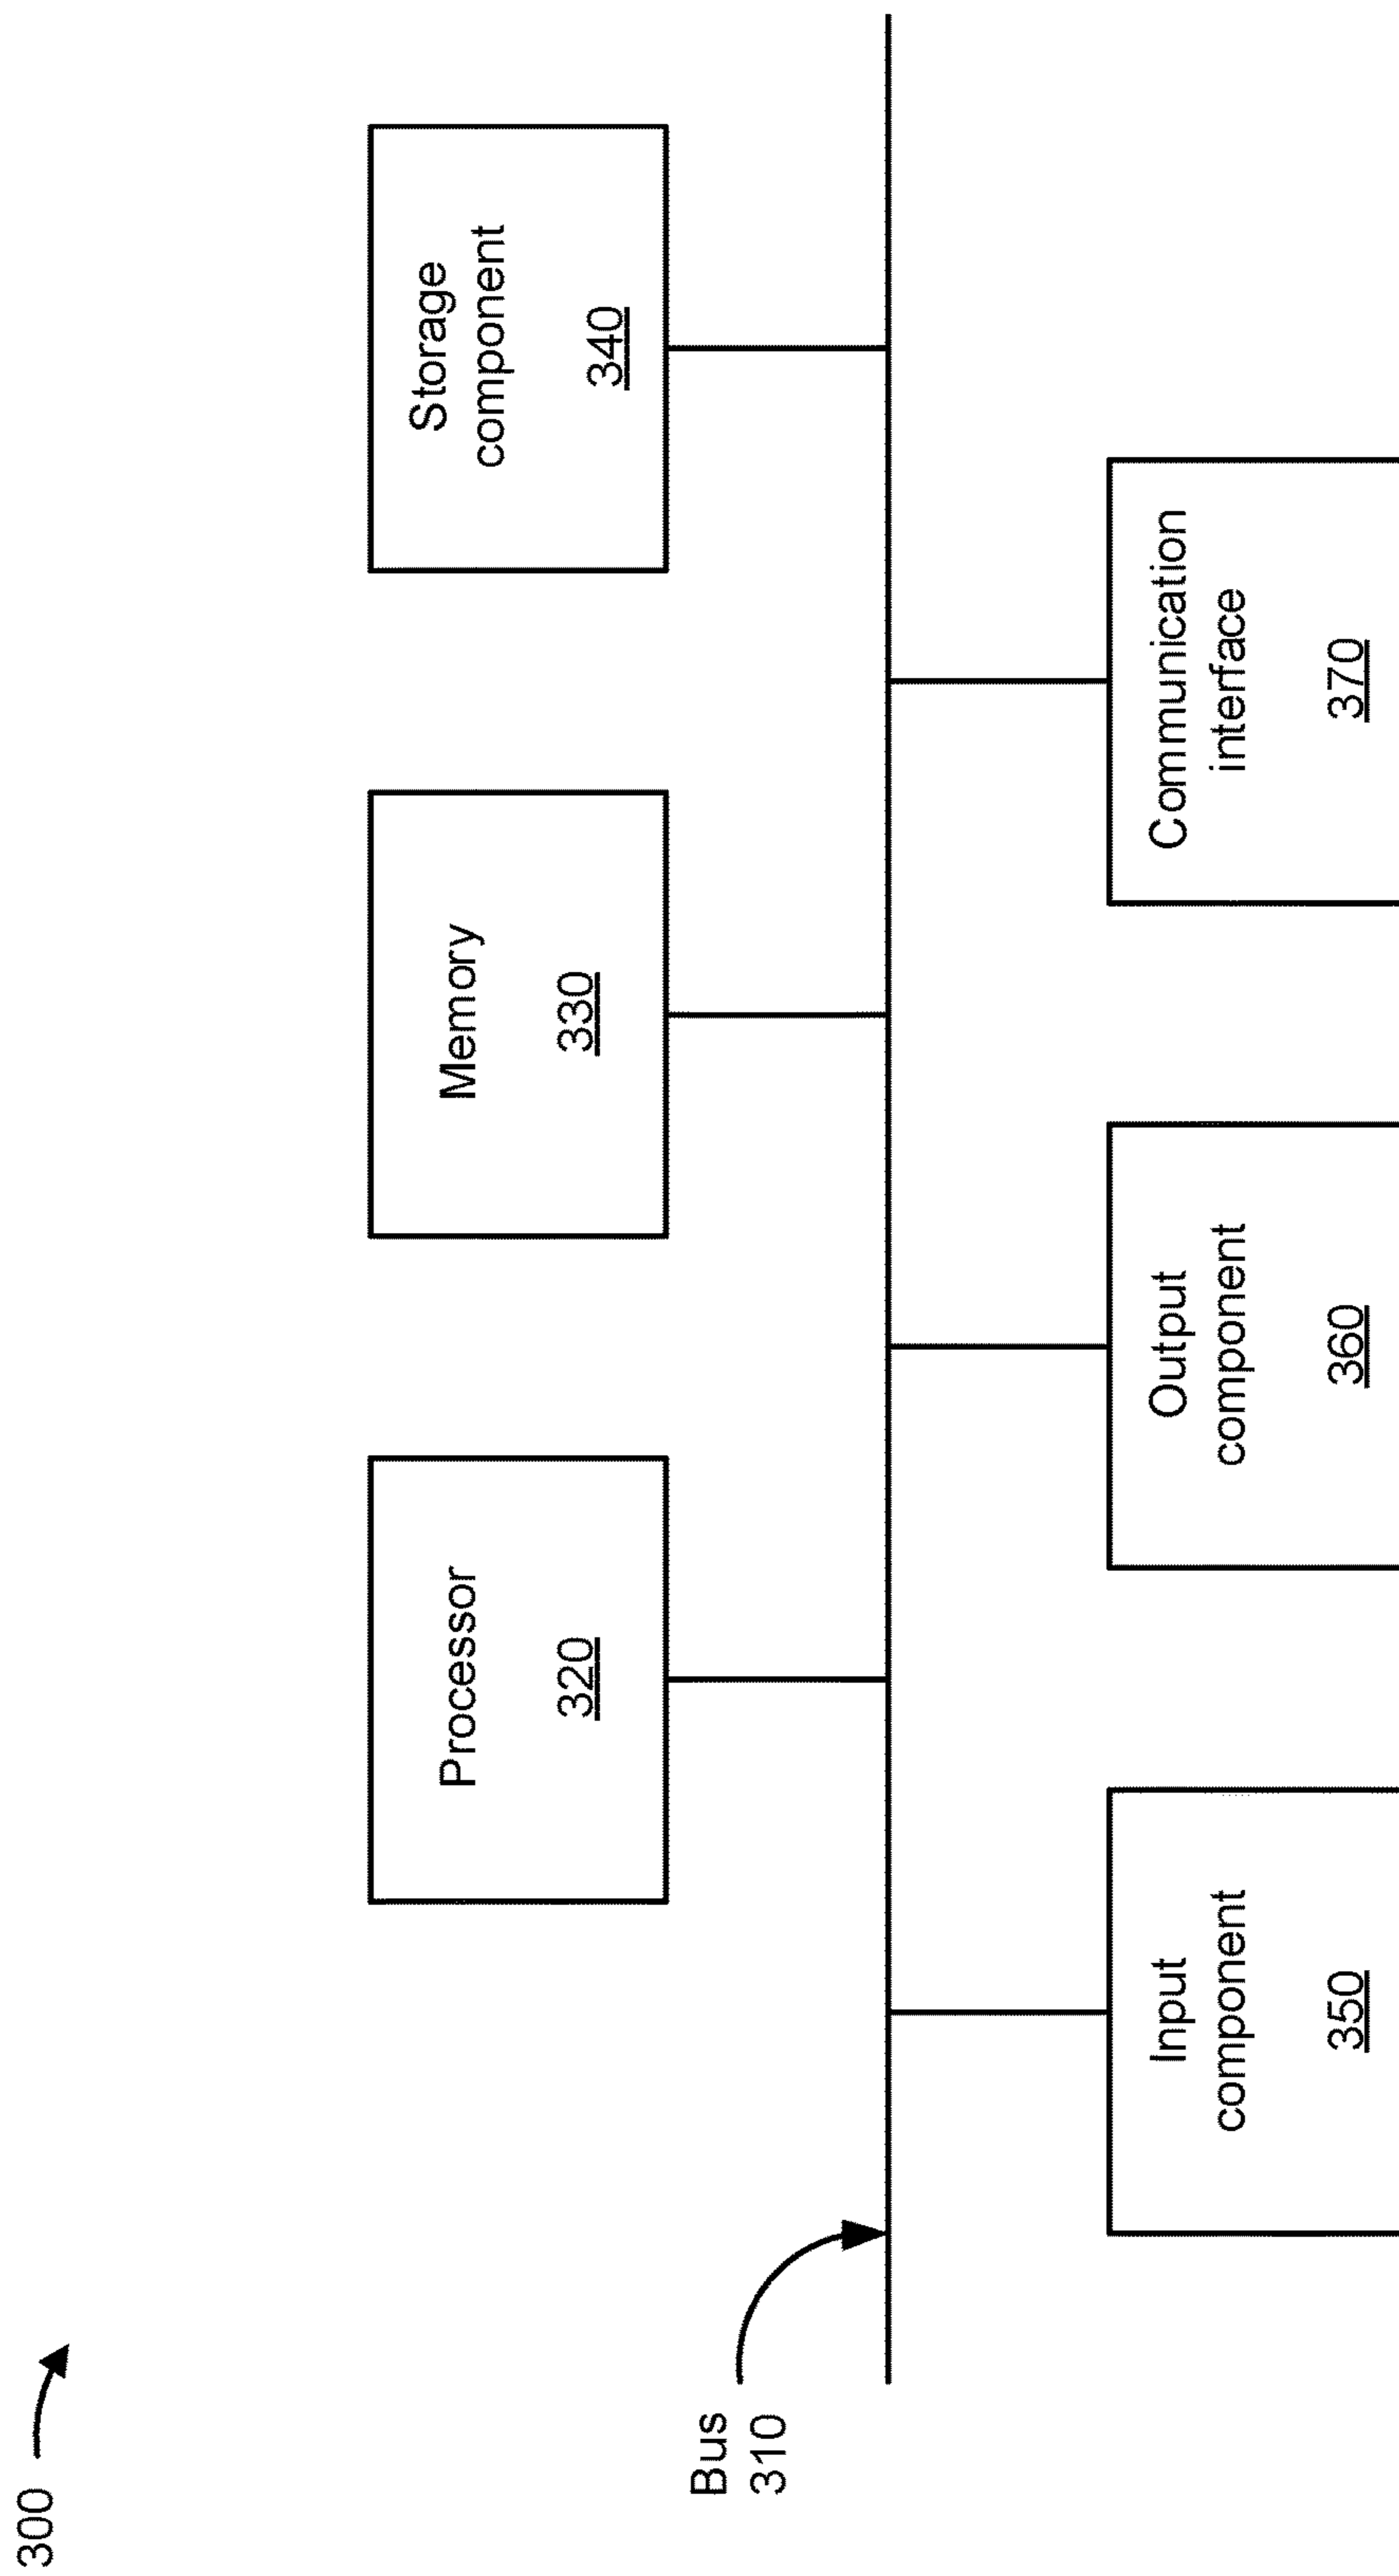 300
Processor
320
Memory
330
Storage
component
340
Bus
310
Input
component
350
Output
component
360
Communication
interface
370